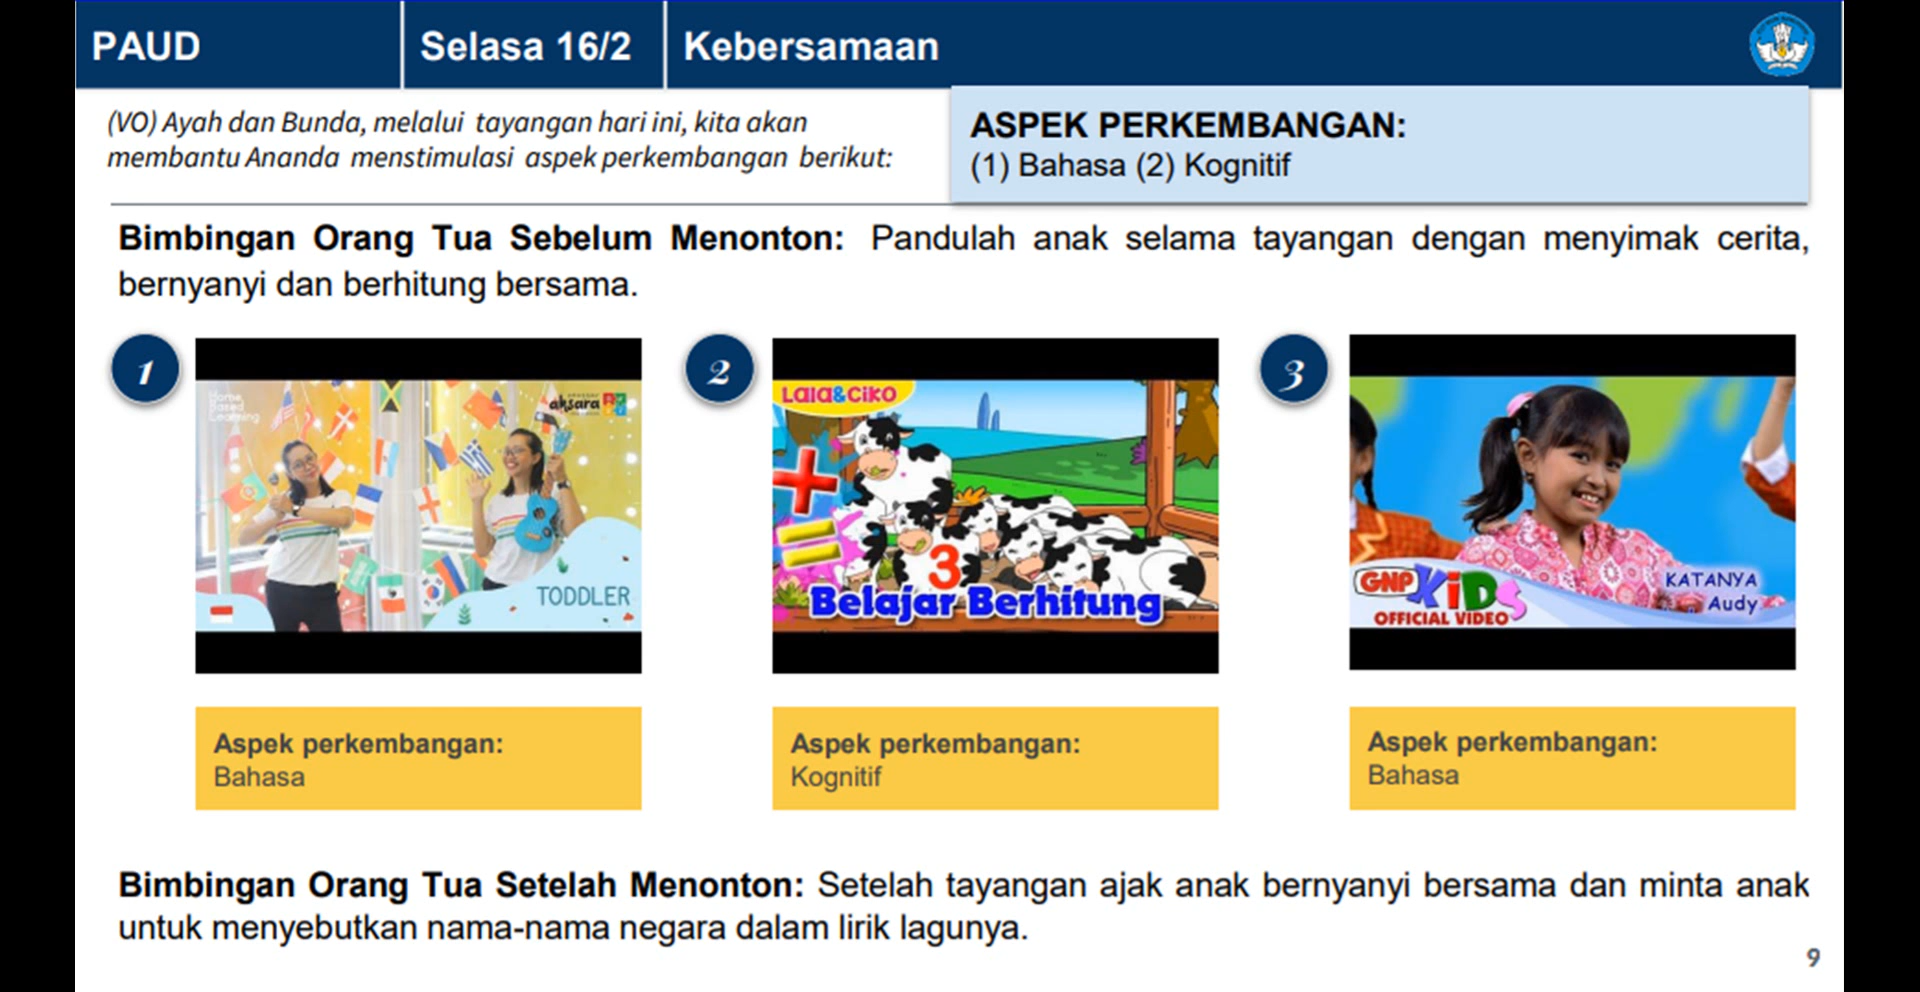 PAUD
Selasa 16/2
Kebersamaan
(VO) Ayah dan Bunda, melalui tayangan hari ini, kita akan
membantu Ananda menstimulasi aspek perkembangan berikut:
ASPEK PERKEMBANGAN:
(1) Bahasa (2) Kognitif
Bimbingan Orang Tua Sebelum Menonton: Pandulah anak selama tayangan dengan menyimak cerita,
bernyanyi dan berhitung bersama.
1
Home
Based
Learning
aksara
TODDLER
2
Lala&Ciko
3
Belajar Berhitung
3
GNP KiDS
OFFICIAL VIDEO
KATANYA
Audy
Aspek perkembangan:
Bahasa
Aspek perkembangan:
Kognitif
Aspek perkembangan:
Bahasa
Bimbingan Orang Tua Setelah Menonton: Setelah tayangan ajak anak bernyanyi bersama dan minta anak
untuk menyebutkan nama-nama negara dalam lirik lagunya.
9